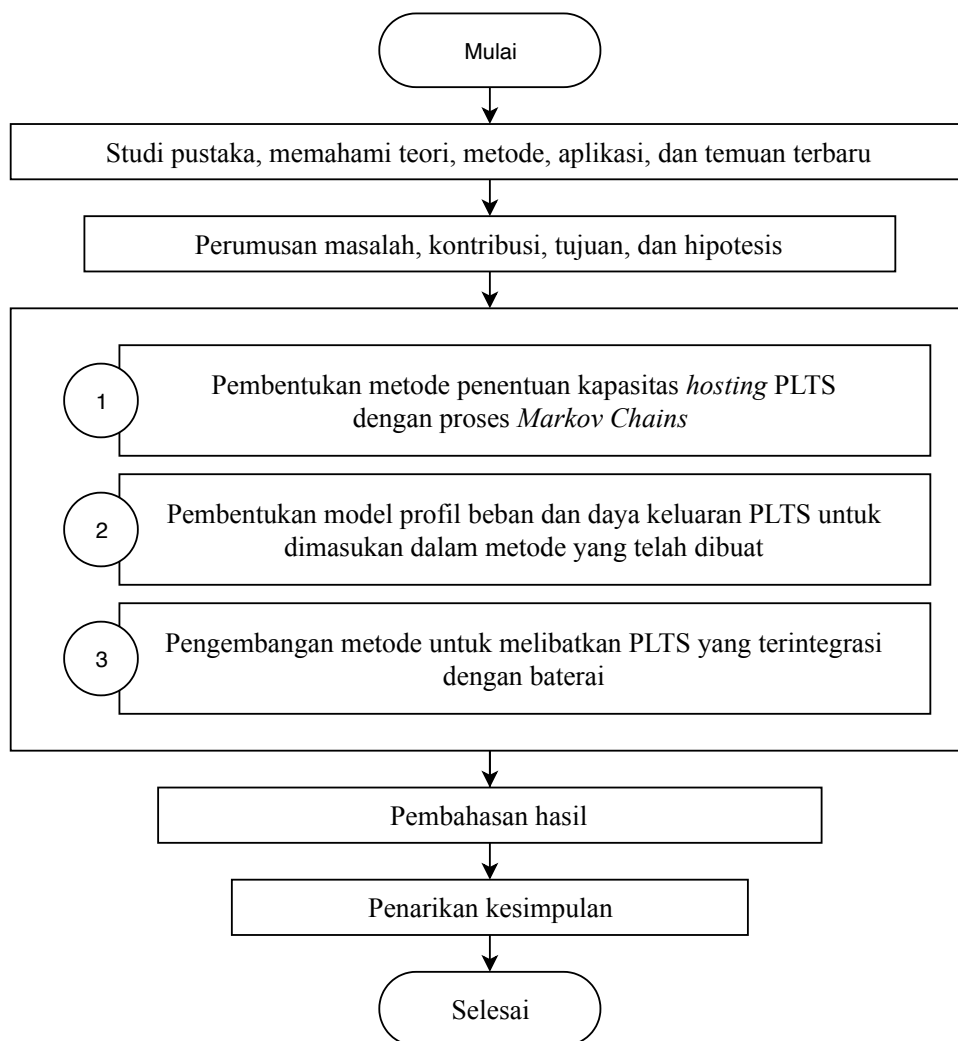 Mulai
Studi pustaka, memahami teori, metode, aplikasi, dan temuan terbaru
Perumusan masalah, kontribusi, tujuan, dan hipotesis
1
Pembentukan metode penentuan kapasitas hosting PLTS
dengan proses Markov Chains
2
Pembentukan model profil beban dan daya keluaran PLTS untuk
dimasukan dalam metode yang telah dibuat
3
Pengembangan metode untuk melibatkan PLTS yang terintegrasi
dengan baterai
Pembahasan hasil
Penarikan kesimpulan
Selesai